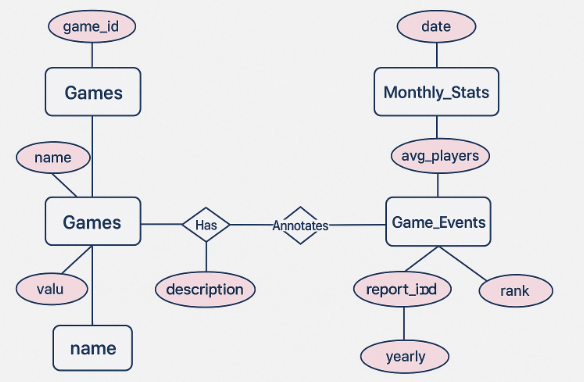 game_id
date
Games
Monthly_Stats
name
avg_players
Games
Has
Annotates
Game_Events
valu
description
rank
yearly
name